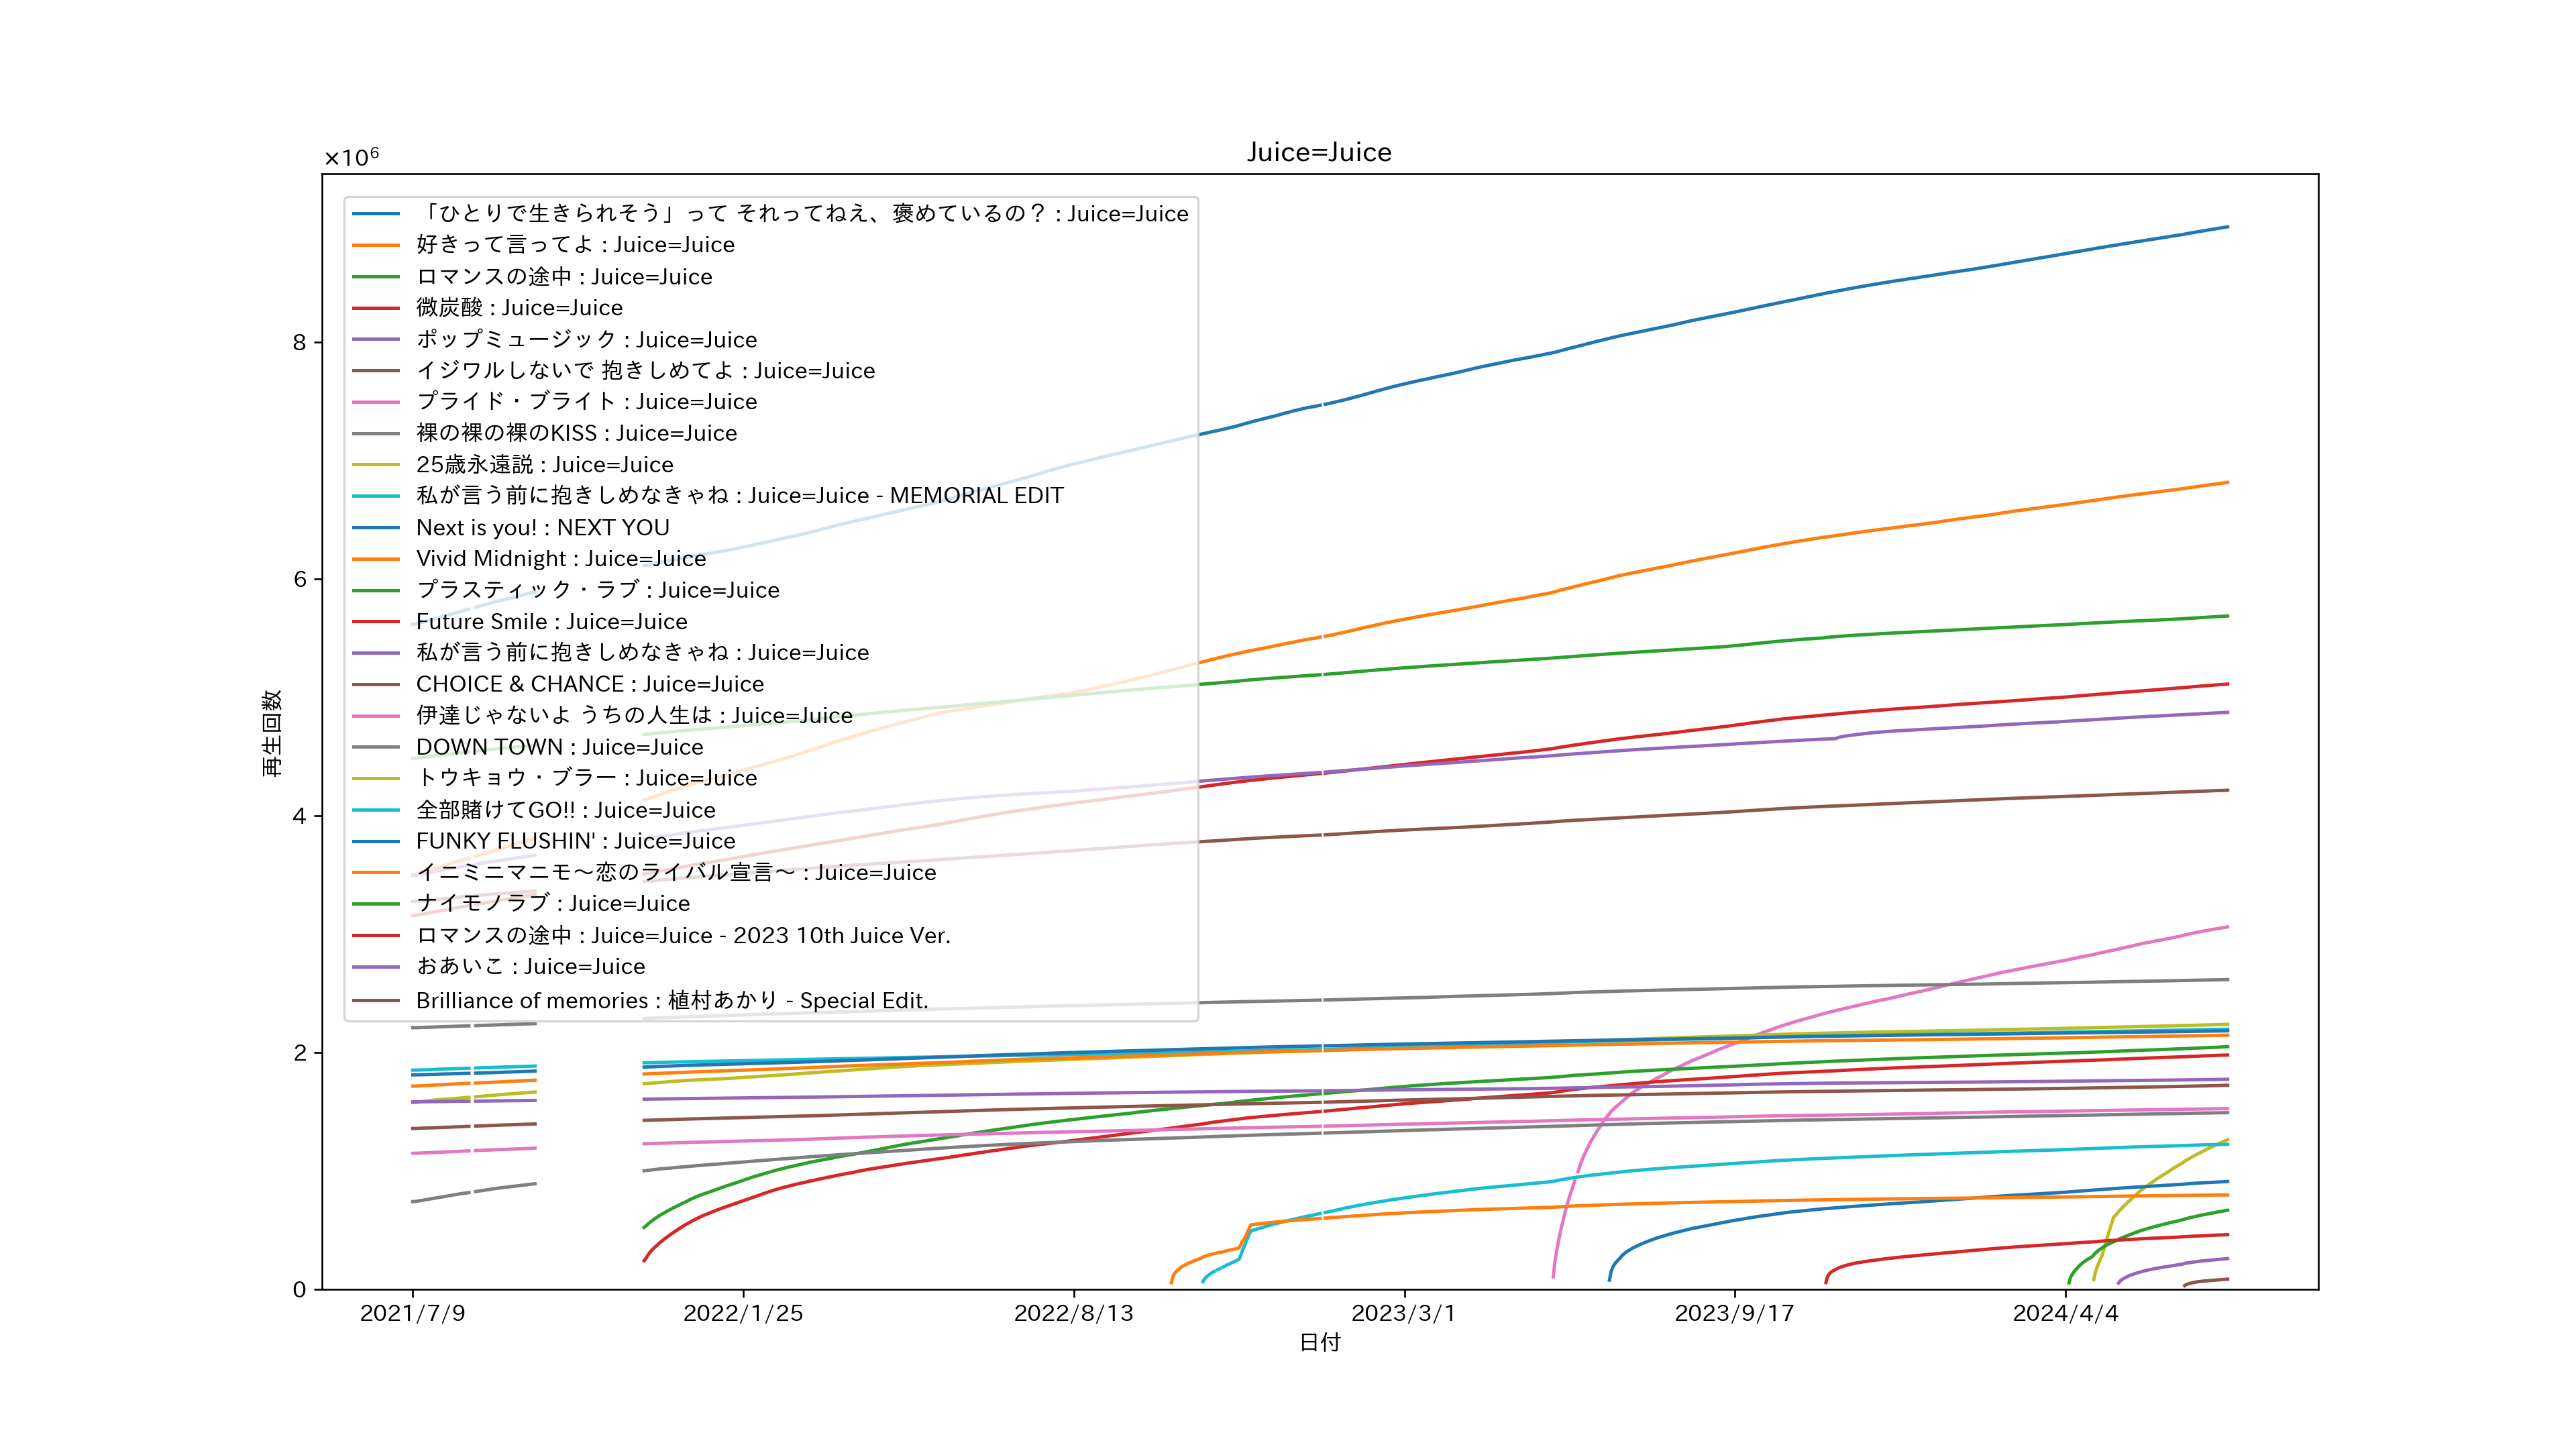 Juice=Juice
×10⁶
「ひとりで生きられそう」って それってねえ、褒めているの？ : Juice=Juice
好きって言ってよ : Juice=Juice
ロマンスの途中 : Juice=Juice
微炭酸 : Juice=Juice
ポップミュージック : Juice=Juice
イジワルしないで 抱きしめてよ : Juice=Juice
プライド・ブライト : Juice=Juice
裸の裸の裸のKISS : Juice=Juice
25歳永遠説 : Juice=Juice
私が言う前に抱きしめなきゃね : Juice=Juice - MEMORIAL EDIT
Next is you! : NEXT YOU
Vivid Midnight : Juice=Juice
プラスティック・ラブ : Juice=Juice
Future Smile : Juice=Juice
私が言う前に抱きしめなきゃね : Juice=Juice
CHOICE & CHANCE : Juice=Juice
伊達じゃないよ うちの人生は : Juice=Juice
DOWN TOWN : Juice=Juice
トウキョウ・ブラー : Juice=Juice
全部賭けてGO!! : Juice=Juice
FUNKY FLUSHIN' : Juice=Juice
イニミニマニモ～恋のライバル宣言～ : Juice=Juice
ナイモノラブ : Juice=Juice
ロマンスの途中 : Juice=Juice - 2023 10th Juice Ver.
おあいこ : Juice=Juice
Brilliance of memories : 植村あかり - Special Edit.
8
6
4
2
0
再生回数
2021/7/9
2022/1/25
2022/8/13
2023/3/1
2023/9/17
2024/4/4
日付